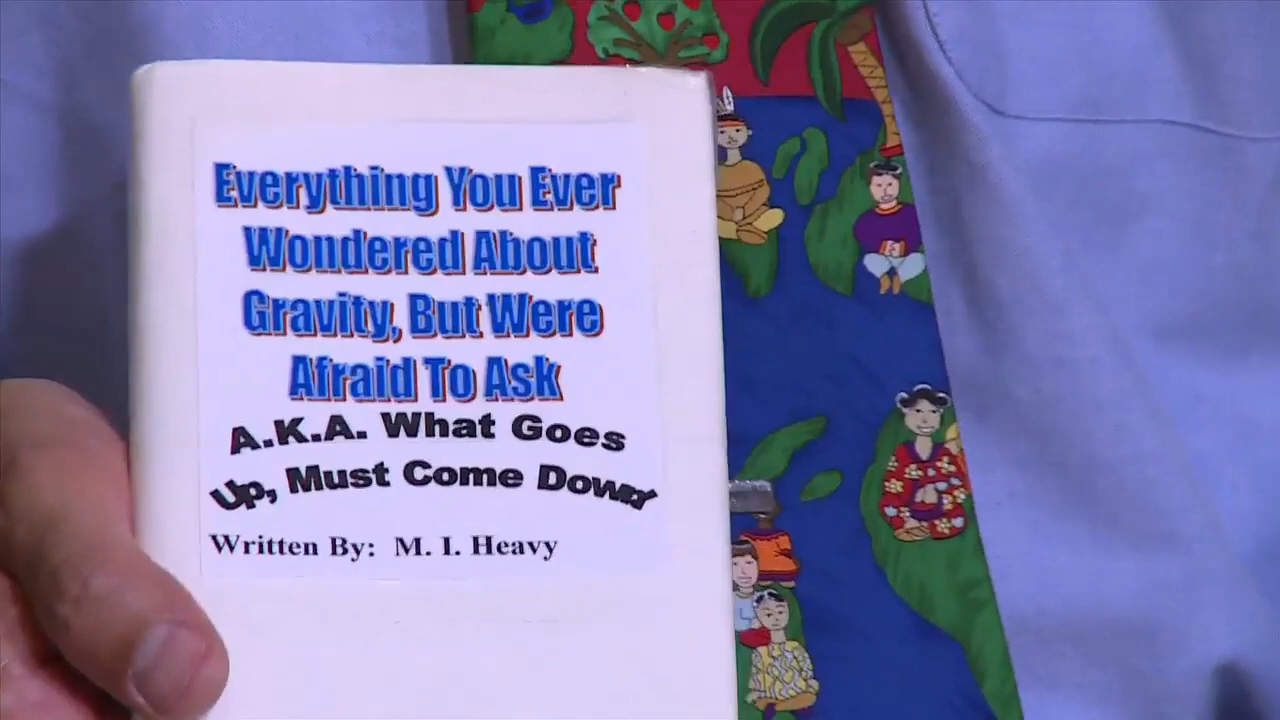 Everything You Ever
Wondered About
Gravity, But Were
Afraid To Ask
A.K.A. What Goes
Up, Must Come Down!
Written By: M. I. Heavy